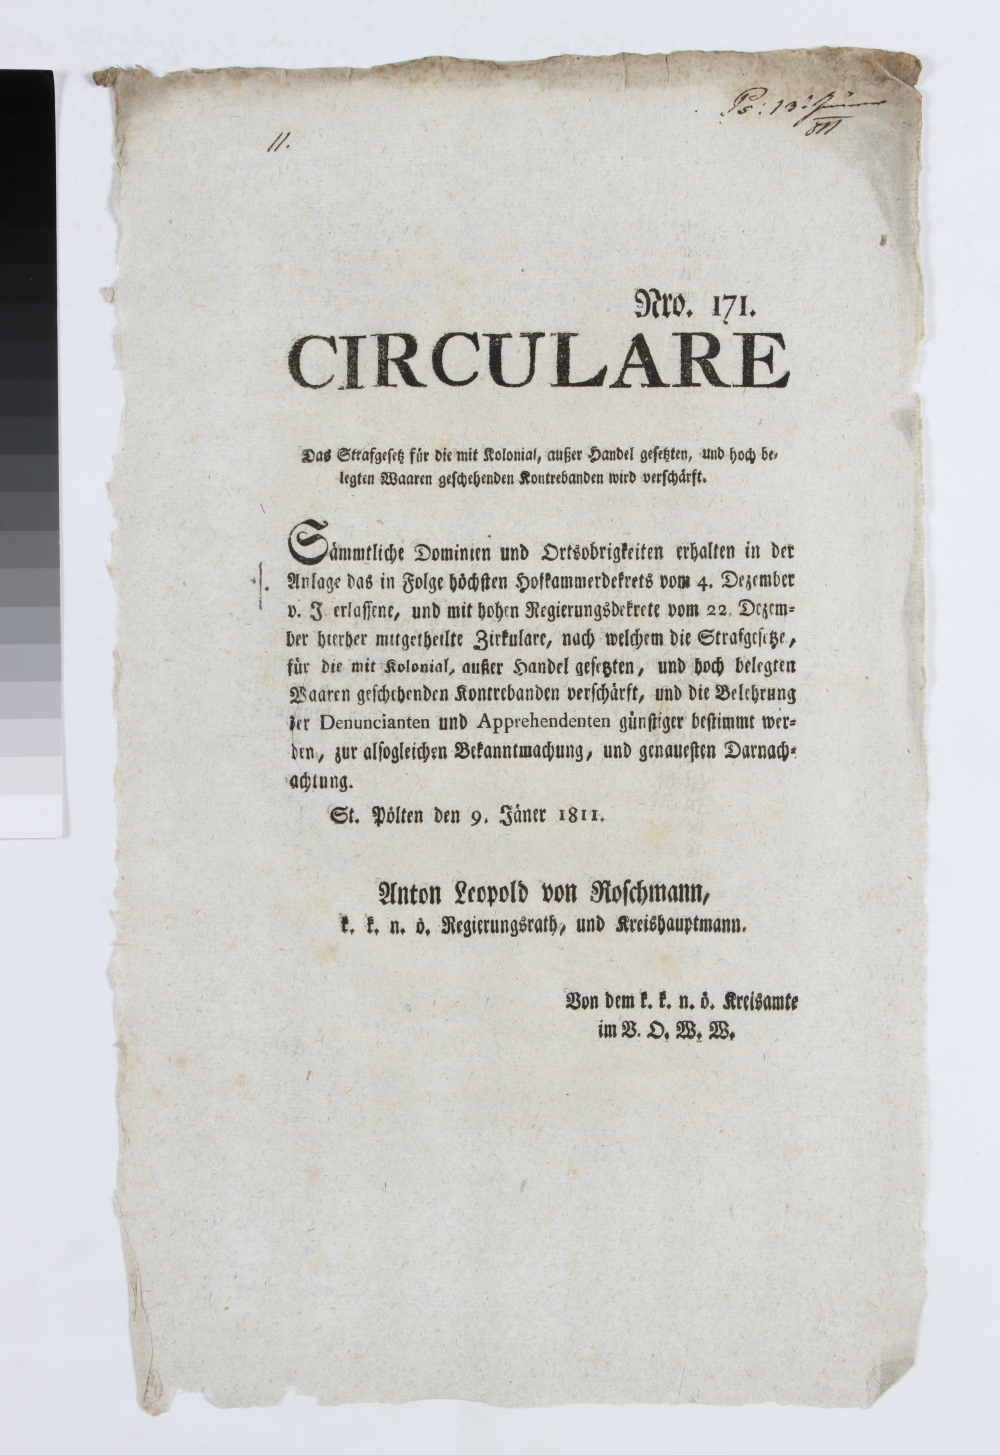 Ps: 13
811
11.
Nro. 171.
CIRCULARE
Das Strafgesetz für die mit Kolonial, außer Handel gesetzten, und hoch be-
legten Waaren geschehenden Kontrebanden wird verschärft.
Sämmtliche Dominien und Ortsobrigkeiten erhalten in der
Anlage das in Folge höchsten Hofkammerdekrets vom 4. Dezember
v. J erlassene, und mit hohen Regierungsdekrete vom 22. Dezem-
ber hierher mitgetheilte Zirkulare, nach welchem die Strafgesetze,
für die mit Kolonial, außer Handel gesetzten, und hoch belegten
Waaren geschehenden Kontrebanden verschärft, und die Belehrung
der Denuncianten und Apprehendenten günstiger bestimmt wer-
den, zur alsogleichen Bekanntmachung, und genauesten Darnach-
achtung.
St. Pölten den 9. Jäner 1811.
Anton Leopold von Roschmann,
k. k. n. ö. Regierungsrath, und Kreishauptmann.
Von dem k. k. n. ö. Kreisamte
im V. O. W. W.